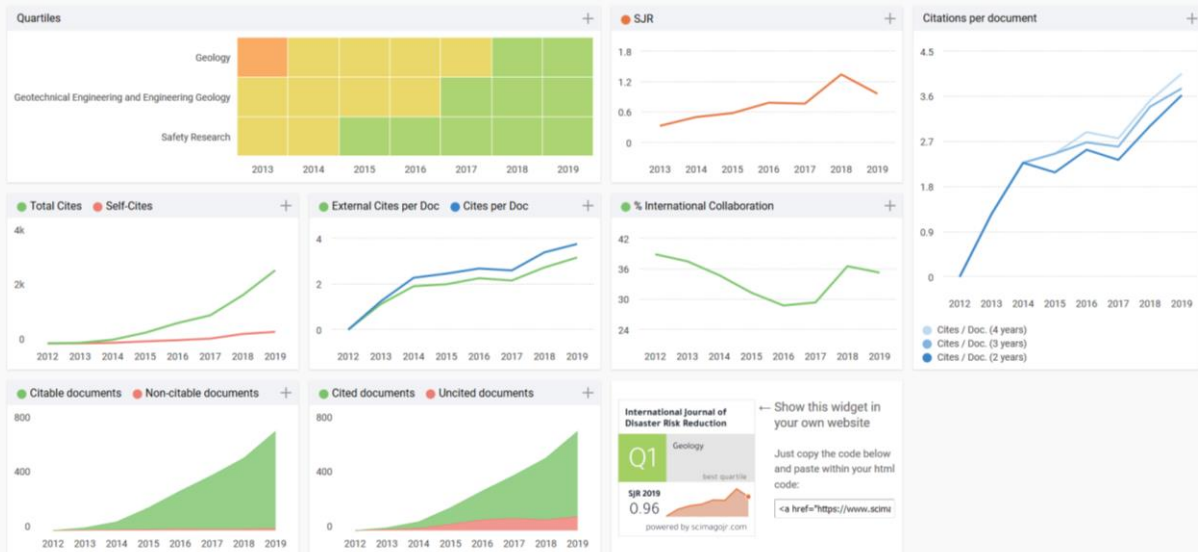 Quartiles
Geology
Geotechnical Engineering and Engineering Geology
Safety Research
2013 2014 2015 2016 2017 2018 2019
SJR
1.8
1.2
0.6
0
2013 2014 2015 2016 2017 2018 2019
Citations per document
4.5
3.6
2.7
1.8
0.9
0
2012 2013 2014 2015 2016 2017 2018 2019
Cites / Doc. (4 years)
Cites / Doc. (3 years)
Cites / Doc. (2 years)
Total Cites Self-Cites
4k
2k
0
2012 2013 2014 2015 2016 2017 2018 2019
External Cites per Doc Cites per Doc
4
2
0
2012 2013 2014 2015 2016 2017 2018 2019
% International Collaboration
42
36
30
24
2012 2013 2014 2015 2016 2017 2018 2019
Citable documents Non-citable documents
800
400
0
2012 2013 2014 2015 2016 2017 2018 2019
Cited documents Uncited documents
800
400
0
2012 2013 2014 2015 2016 2017 2018 2019
International Journal of
Disaster Risk Reduction
Q1
Geology
best quartile
SJR 2019
0.96
powered by scimagojr.com
← Show this widget in
your own website
Just copy the code below
and paste within your html
code:
<a href="https://www.scima